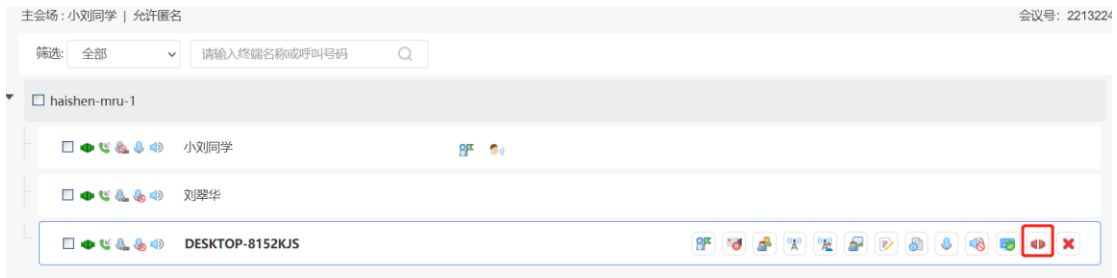 主会场 : 小刘同学 | 允许匿名 会议号：2213224
筛选: 全部 请输入终端名称或呼叫号码
haishen-mru-1
小刘同学
刘翠华
DESKTOP-8152KJS